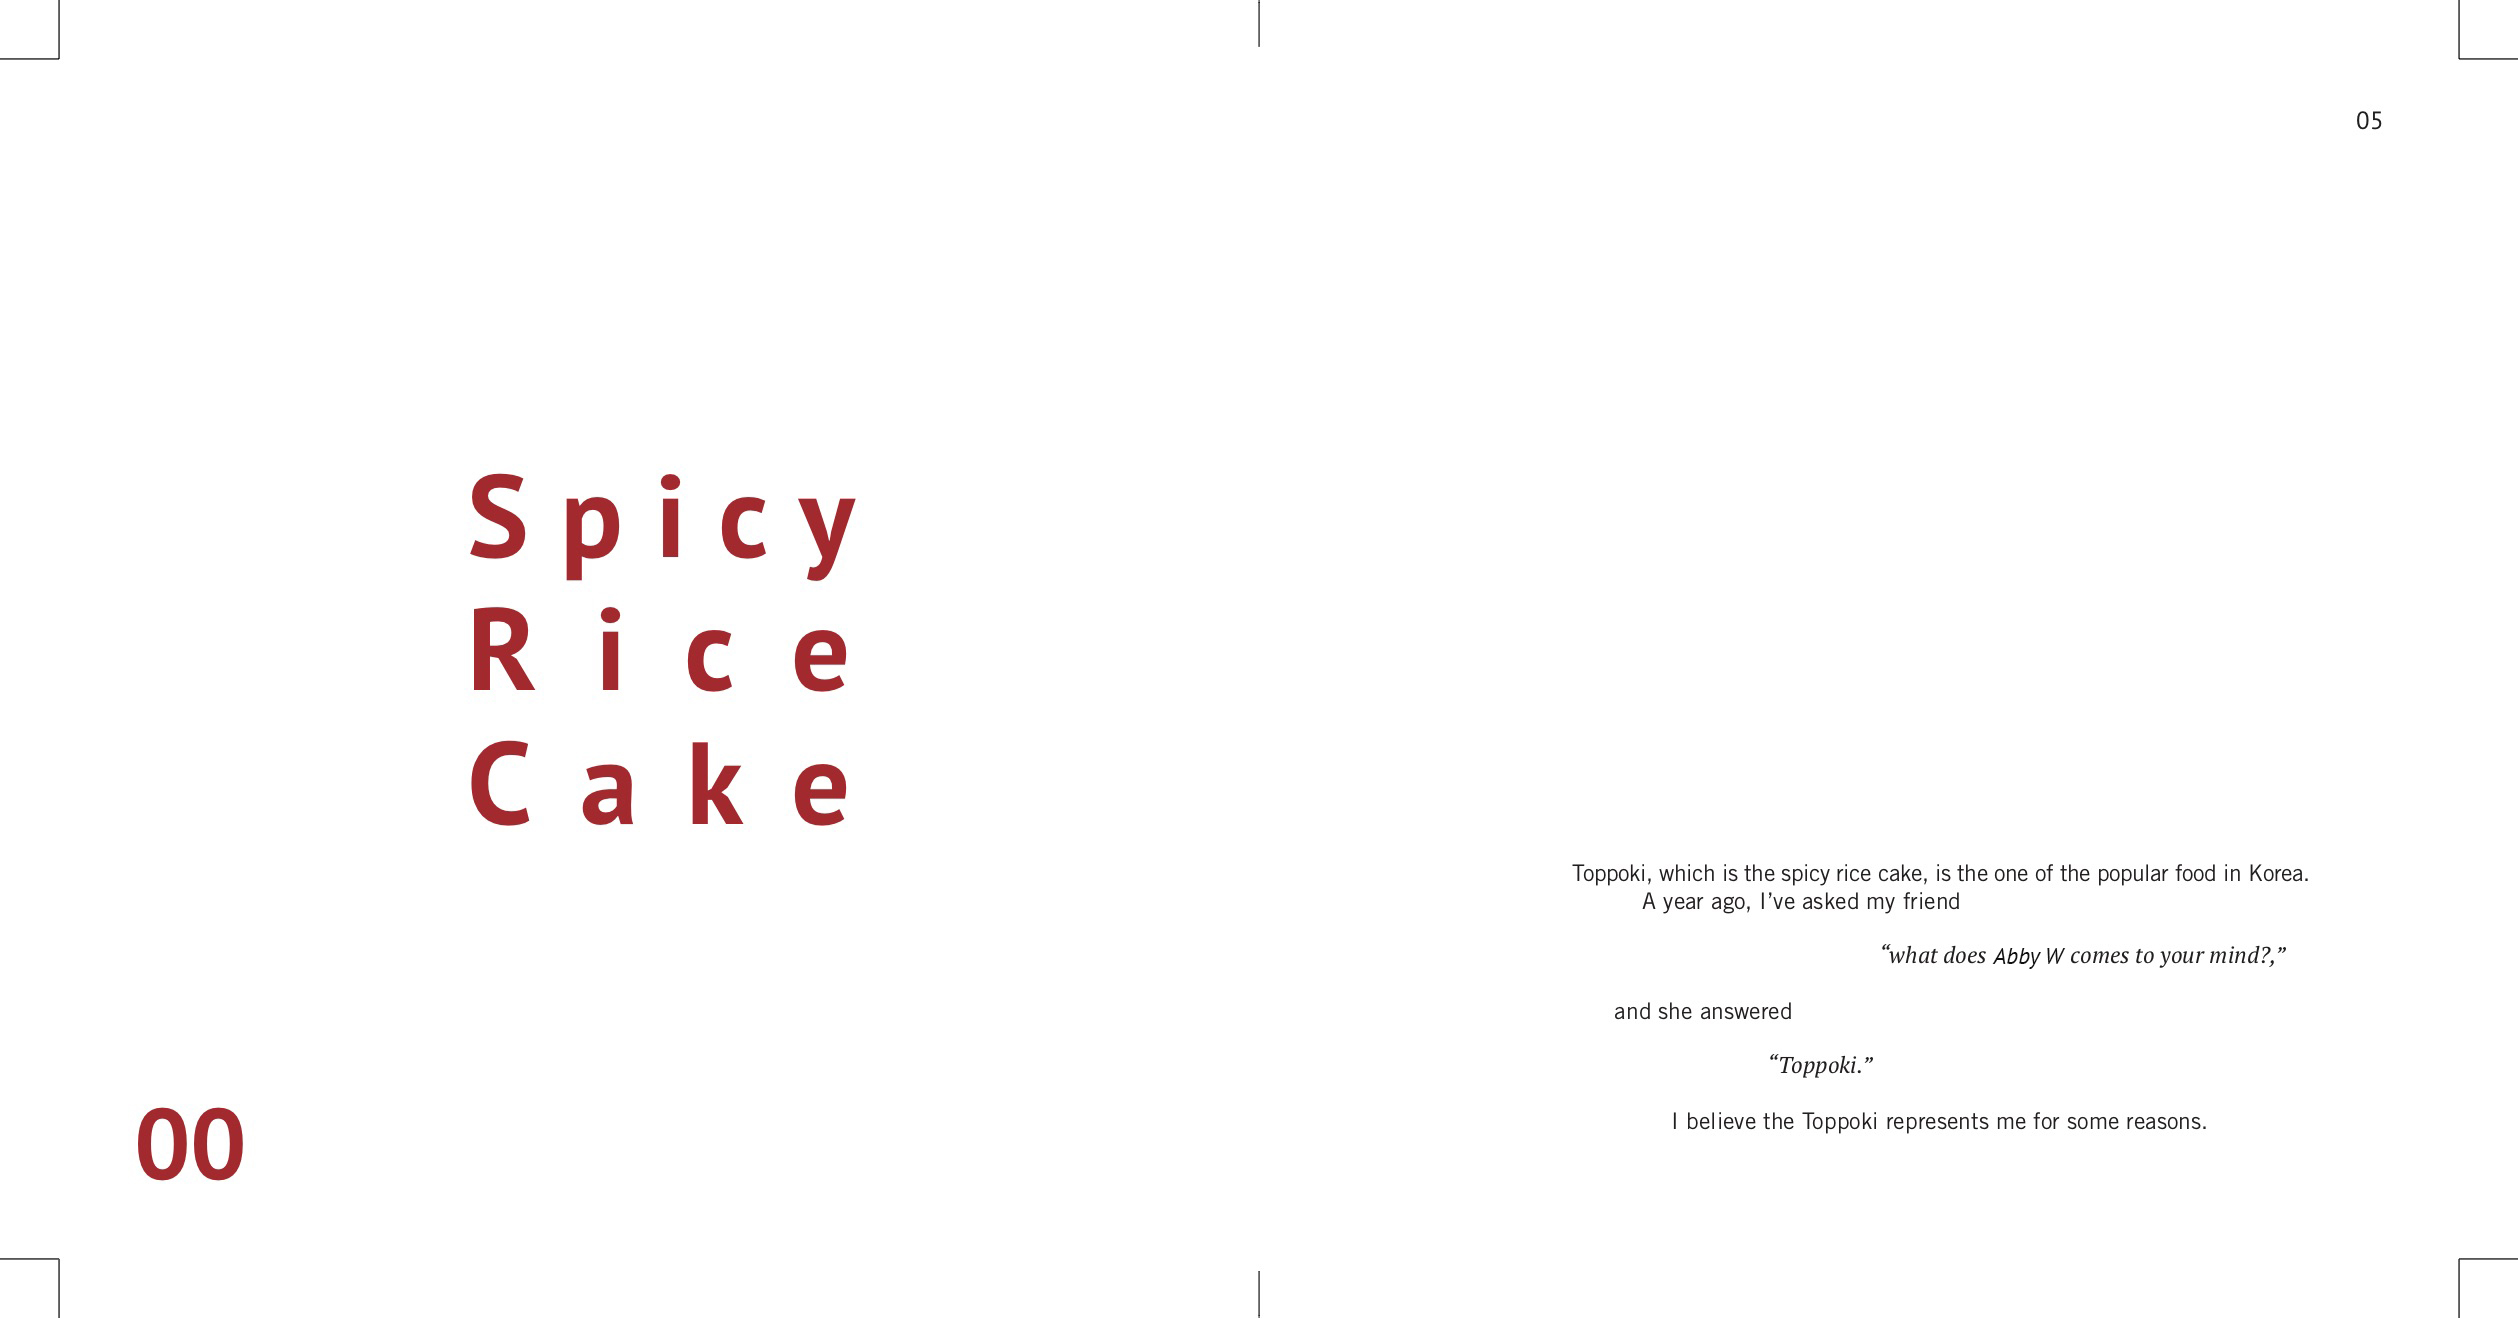 Spicy
Rice
Cake
00
05
Toppoki, which is the spicy rice cake, is the one of the popular food in Korea.
A year ago, I’ve asked my friend
“what does Abby W comes to your mind?,”
and she answered
“Toppoki.”
I believe the Toppoki represents me for some reasons.